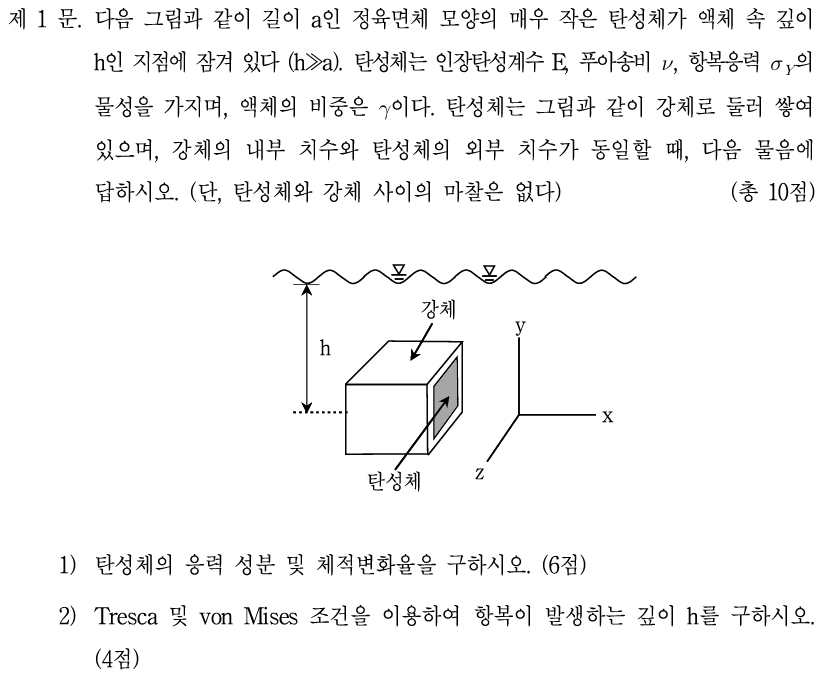 제 1 문. 다음 그림과 같이 길이 a인 정육면체 모양의 매우 작은 탄성체가 액체 속 깊이
h인 지점에 잠겨 있다 (h≫a). 탄성체는 인장탄성계수 E, 푸아송비 ν, 항복응력 σ_Y의
물성을 가지며, 액체의 비중은 γ이다. 탄성체는 그림과 같이 강체로 둘러 쌓여
있으며, 강체의 내부 치수와 탄성체의 외부 치수가 동일할 때, 다음 물음에
답하시오. (단, 탄성체와 강체 사이의 마찰은 없다) (총 10점)
강체
h
y
x
z
탄성체
1) 탄성체의 응력 성분 및 체적변화율을 구하시오. (6점)
2) Tresca 및 von Mises 조건을 이용하여 항복이 발생하는 깊이 h를 구하시오.
(4점)